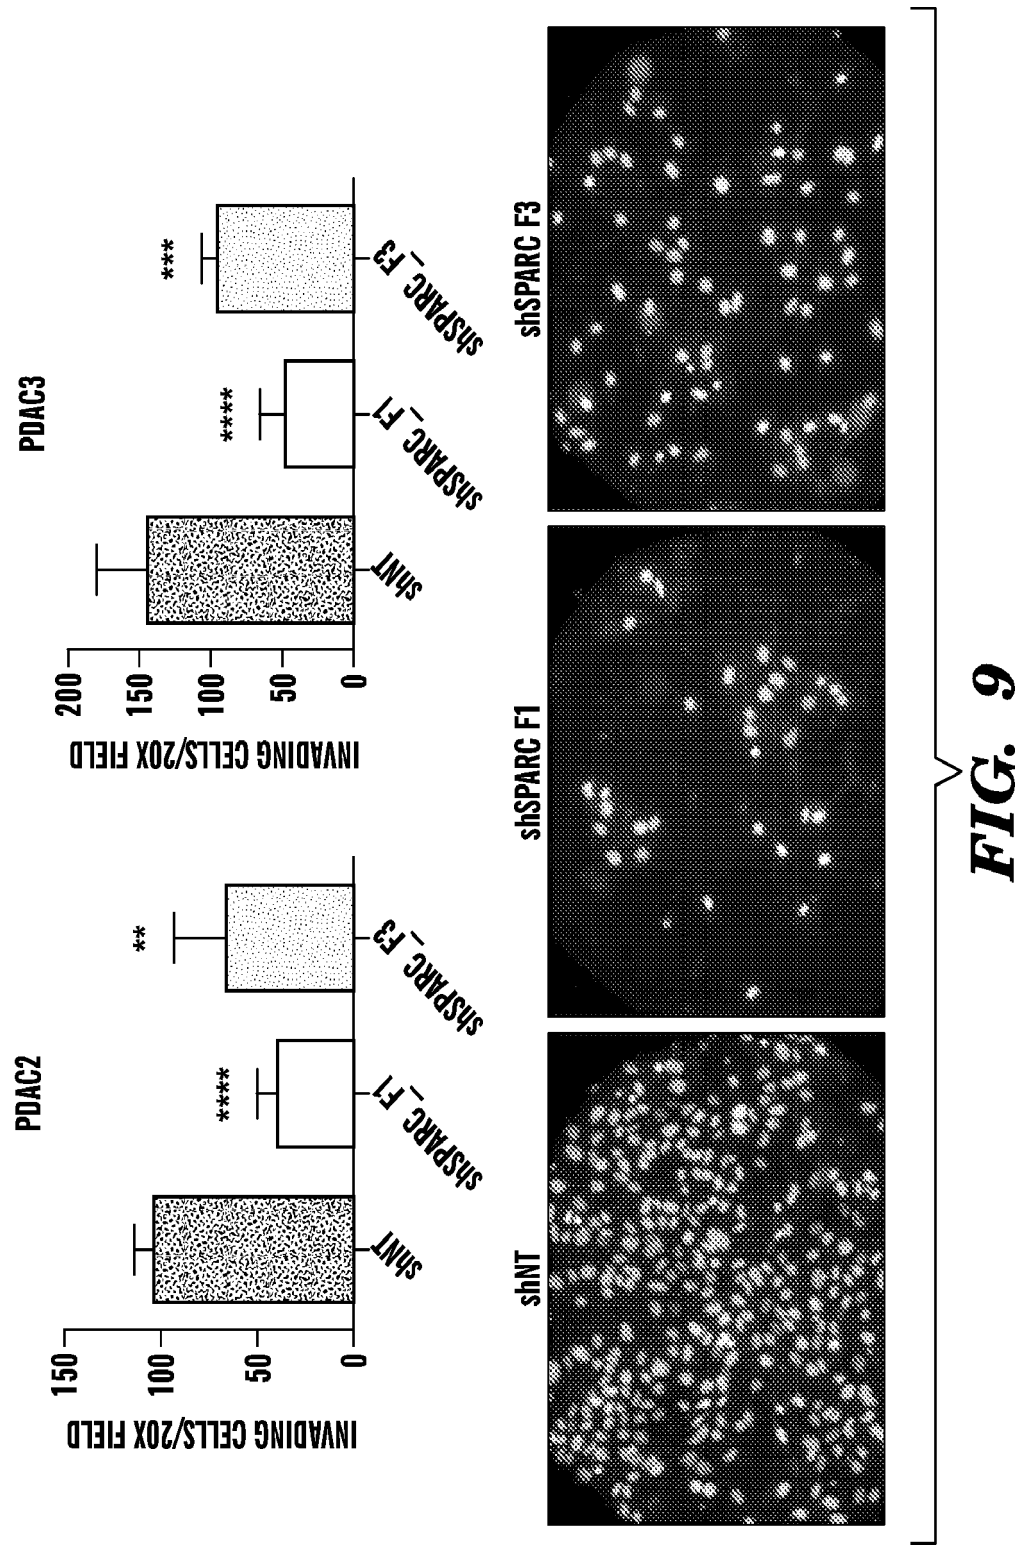 PDAC2
INVADING CELLS/20X FIELD
150
100
50
0
****
**
shNT
shSPARC_F1
shSPARC_F3
PDAC3
INVADING CELLS/20X FIELD
200
150
100
50
0
****
***
shNT
shSPARC_F1
shSPARC_F3
shNT
shSPARC F1
shSPARC F3
FIG. 9